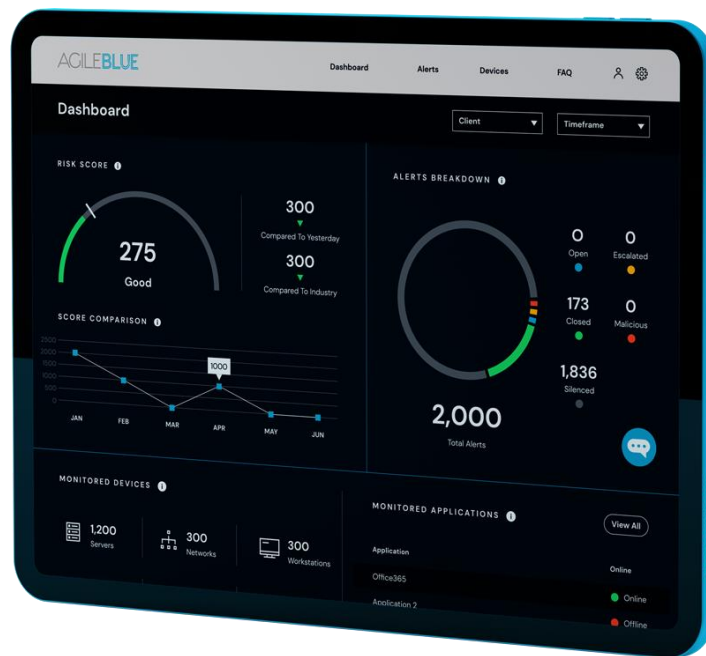 AGILEBLUE
Dashboard Alerts Devices FAQ
Dashboard
Client Timeframe
RISK SCORE
275
Good
300
Compared To Yesterday
300
Compared To Industry
SCORE COMPARISON
2500
2000
1500
1000
500
0
1000
JAN FEB MAR APR MAY JUN
ALERTS BREAKDOWN
0 0
Open Escalated
173 0
Closed Malicious
1,836
Silenced
2,000
Total Alerts
MONITORED DEVICES
1,200
Servers
300
Networks
300
Workstations
MONITORED APPLICATIONS
View All
Application Online
Office365 Online
Application 2 Offline